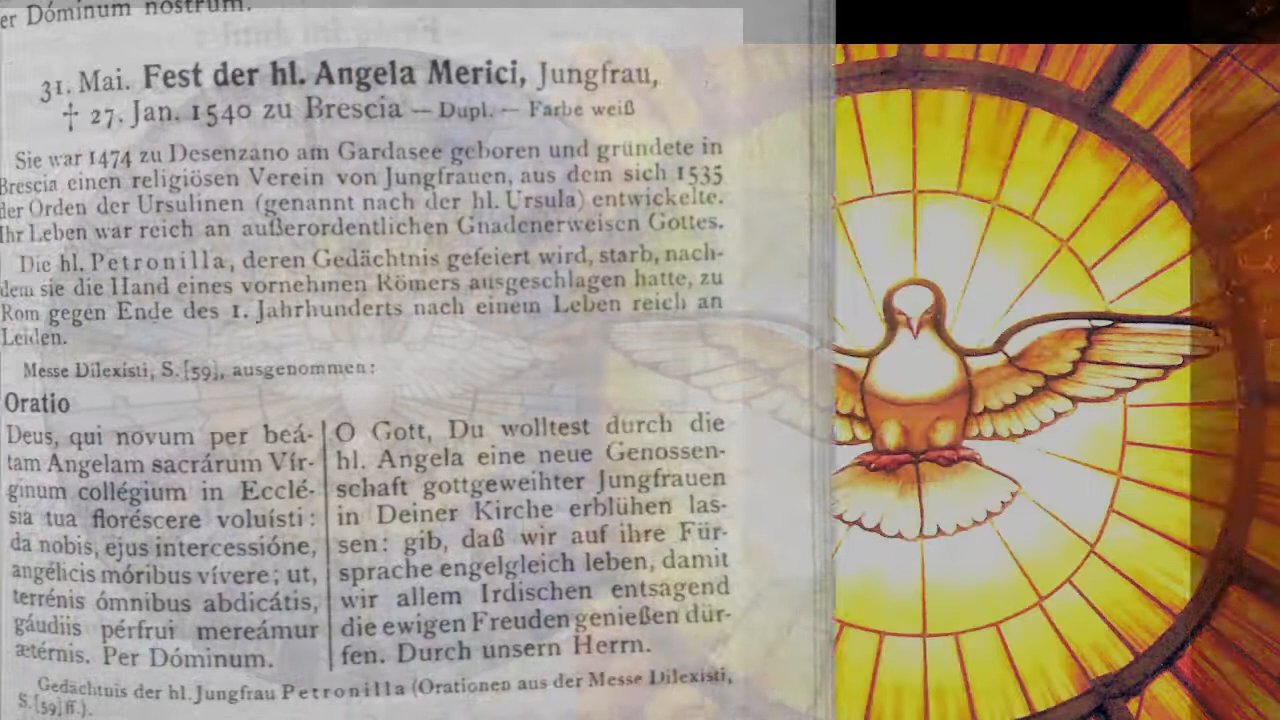 er Dóminum nostrum.
31. Mai. Fest der hl. Angela Merici, Jungfrau,
† 27. Jan. 1540 zu Brescia — Dupl. — Farbe weiß
Sie war 1474 zu Desenzano am Gardasee geboren und gründete in
Brescia einen religiösen Verein von Jungfrauen, aus dem sich 1535
der Orden der Ursulinen (genannt nach der hl. Ursula) entwickelte.
Ihr Leben war reich an außerordentlichen Gnadenerweisen Gottes.
Die hl. Petronilla, deren Gedächtnis gefeiert wird, starb, nach-
dem sie die Hand eines vornehmen Römers ausgeschlagen hatte, zu
Rom gegen Ende des 1. Jahrhunderts nach einem Leben reich an
Leiden.
Messe Dilexisti, S. [59], ausgenommen:
Oratio
Deus, qui novum per beá-
tam Angelam sacrárum Vír-
ginum collégium in Ecclé-
sia tua floréscere voluísti:
da nobis, ejus intercessióne,
angélicis móribus vívere; ut,
terrénis ómnibus abdicátis,
gáudiis pérfrui mereámur
ætérnis. Per Dóminum.
O Gott, Du wolltest durch die
hl. Angela eine neue Genossen-
schaft gottgeweihter Jungfrauen
in Deiner Kirche erblühen las-
sen: gib, daß wir auf ihre Für-
sprache engelgleich leben, damit
wir allem Irdischen entsagend
die ewigen Freuden genießen dür-
fen. Durch unsern Herrn.
Gedächtnis der hl. Jungfrau Petronilla (Orationen aus der Messe Dilexisti,
S. [59] ff.).